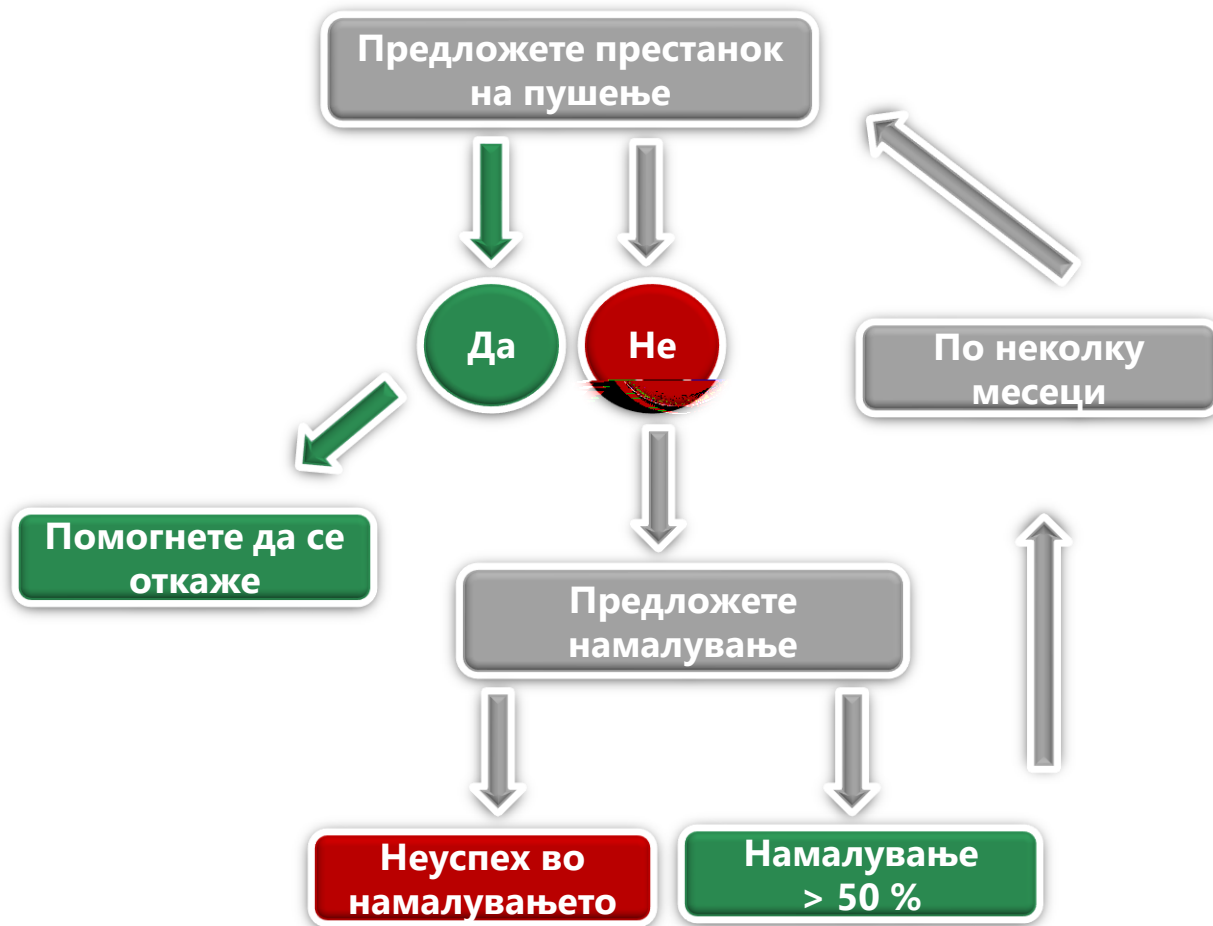 Предложете престанок
на пушење
Да
Не
По неколку
месеци
Помогнете да се
откаже
Предложете
намалување
Неуспех во
намалувањето
Намалување
> 50 %